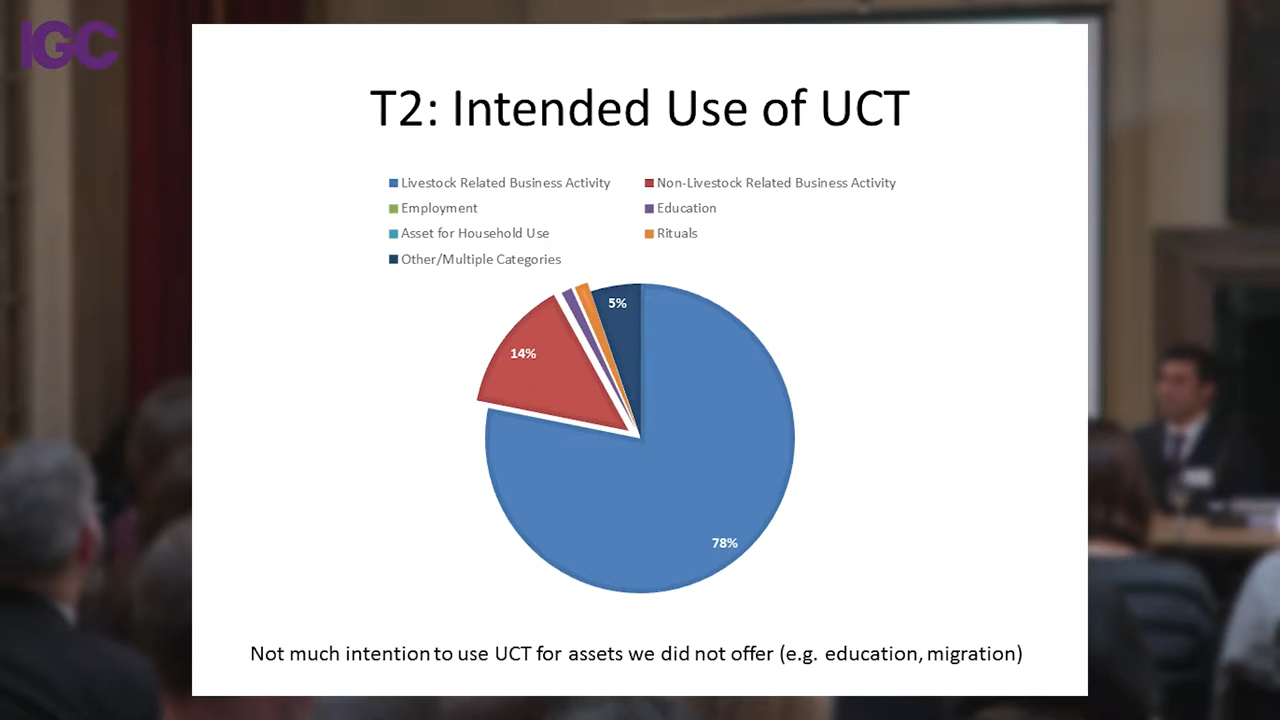 IGC
T2: Intended Use of UCT
Livestock Related Business Activity
Non-Livestock Related Business Activity
Employment
Education
Asset for Household Use
Rituals
Other/Multiple Categories
5%
14%
78%
Not much intention to use UCT for assets we did not offer (e.g. education, migration)